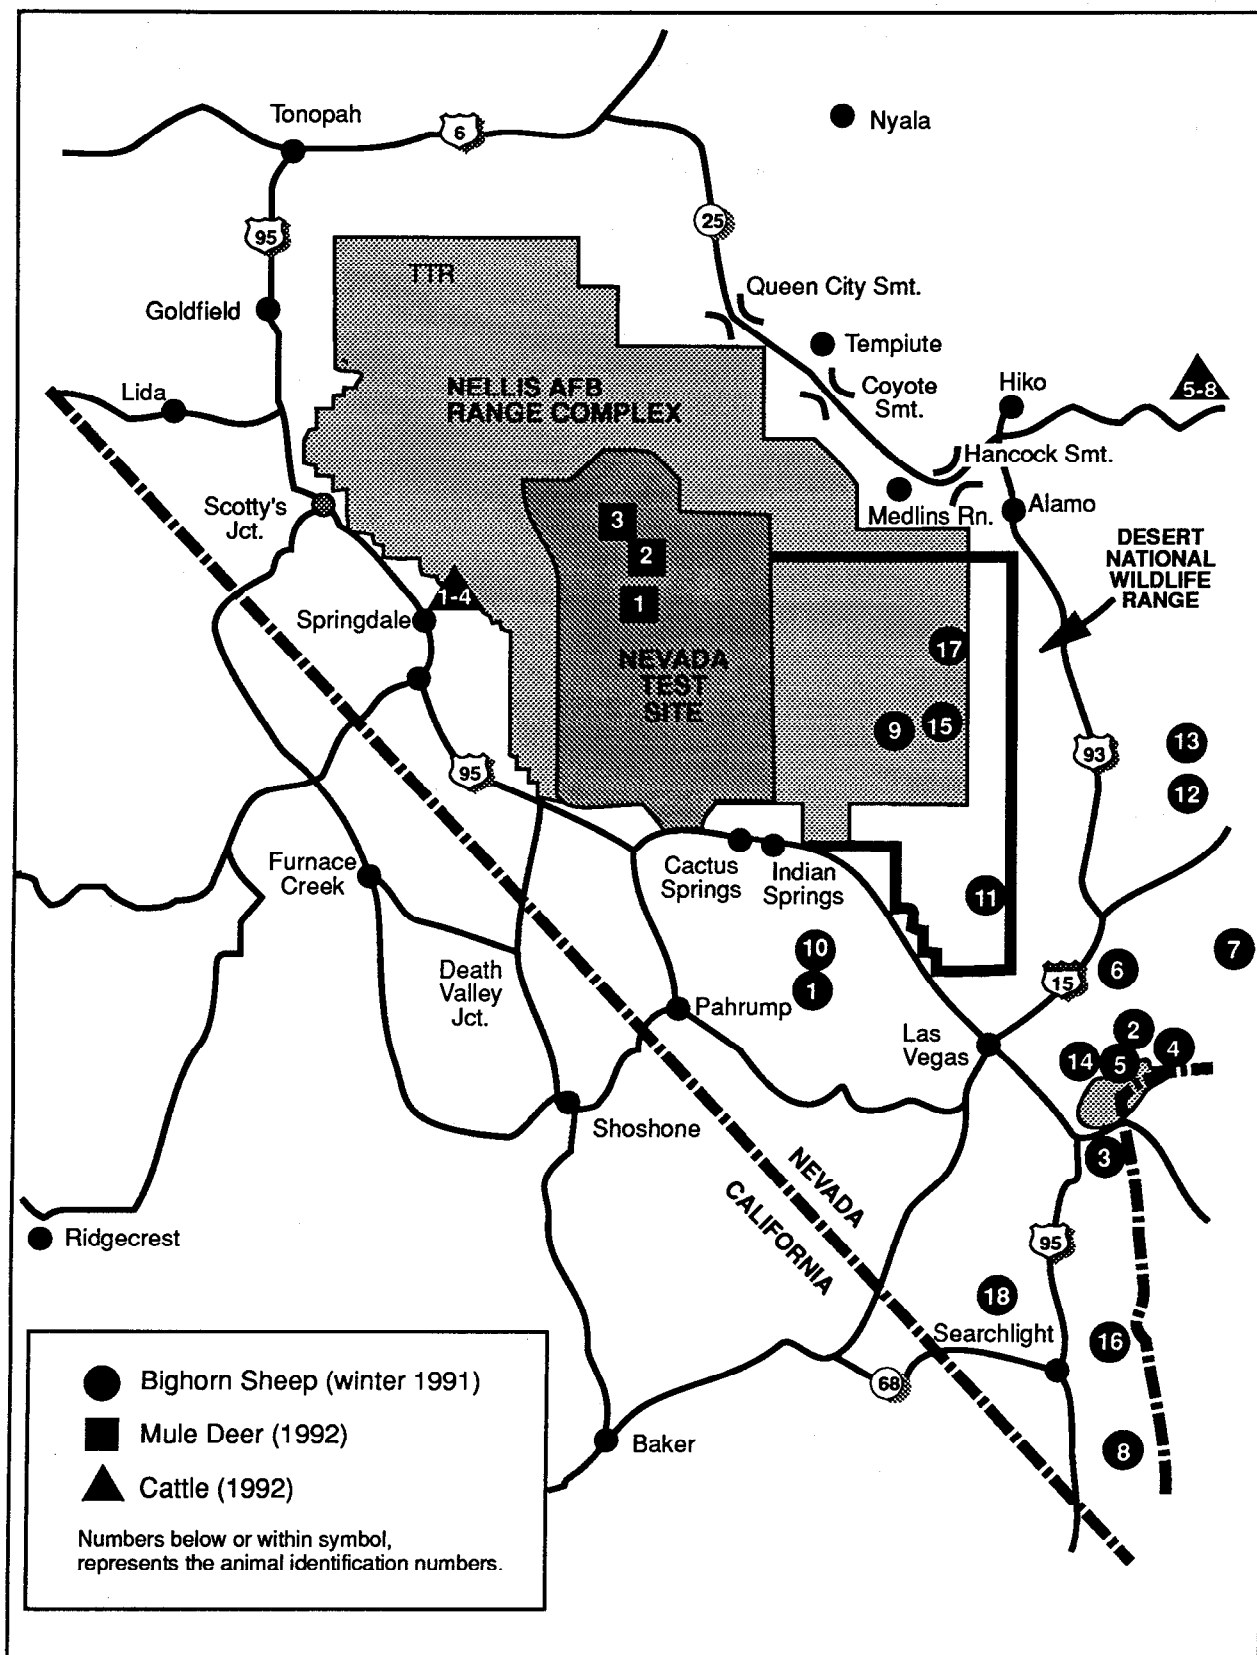 Tonopah
6
Nyala
25
95
TTR
Queen City Smt.
Goldfield
Tempiute
Lida
NELLIS AFB
RANGE COMPLEX
Coyote
Smt.
Hiko
5-8
Hancock Smt.
Scotty's
Jct.
3
Medlins Rn.
Alamo
2
DESERT
NATIONAL
WILDLIFE
RANGE
1-4
1
Springdale
17
NEVADA
TEST
SITE
9
15
13
93
95
12
Furnace
Creek
Cactus
Springs
Indian
Springs
11
10
7
Death
Valley
Jct.
6
15
1
Pahrump
Las
Vegas
2
4
14
5
Shoshone
3
NEVADA
CALIFORNIA
Ridgecrest
95
18
Searchlight
16
68
Bighorn Sheep (winter 1991)
Mule Deer (1992)
Baker
8
Cattle (1992)
Numbers below or within symbol,
represents the animal identification numbers.